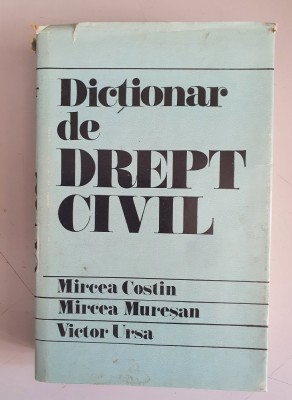 Dicționar
de
DREPT
CIVIL
Mircea Costin
Mircea Mureșan
Victor Ursa